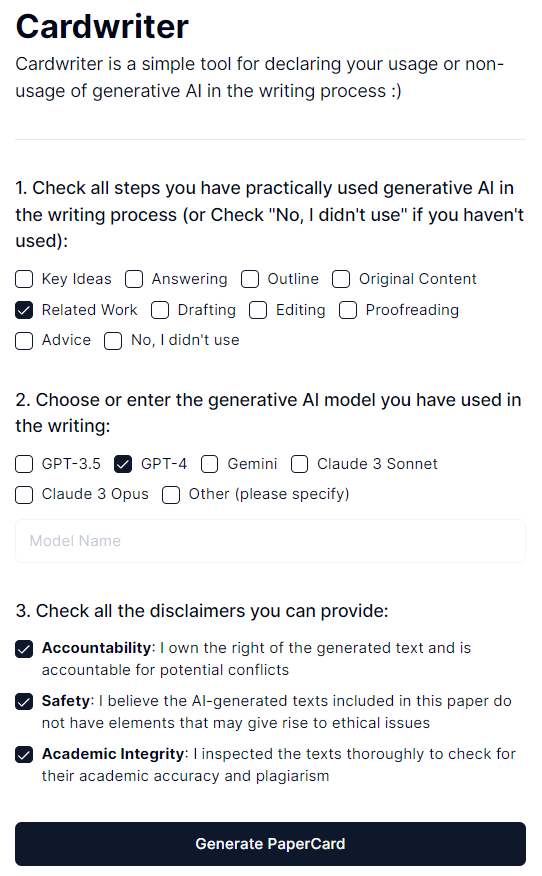 Cardwriter
Cardwriter is a simple tool for declaring your usage or non-
usage of generative AI in the writing process :)
1. Check all steps you have practically used generative AI in
the writing process (or Check "No, I didn't use" if you haven't
used):
Key Ideas Answering Outline Original Content
Related Work Drafting Editing Proofreading
Advice No, I didn't use
2. Choose or enter the generative AI model you have used in
the writing:
GPT-3.5 GPT-4 Gemini Claude 3 Sonnet
Claude 3 Opus Other (please specify)
Model Name
3. Check all the disclaimers you can provide:
Accountability: I own the right of the generated text and is
accountable for potential conflicts
Safety: I believe the AI-generated texts included in this paper do
not have elements that may give rise to ethical issues
Academic Integrity: I inspected the texts thoroughly to check for
their academic accuracy and plagiarism
Generate PaperCard